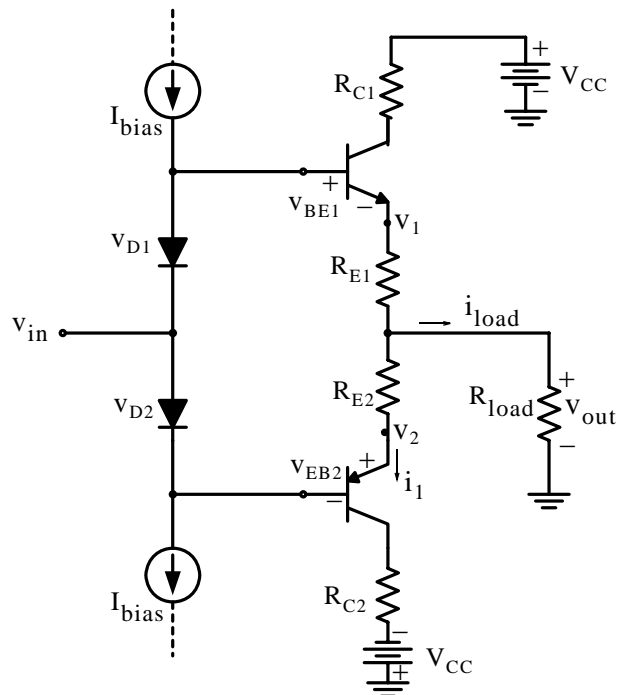 R_C1
+
V_CC
−
I_bias
+
v_BE1
−
v_1
v_D1
R_E1
v_in
i_load
R_E2
R_load
+
v_out
−
v_D2
v_2
v_EB2
+
−
i_1
I_bias
R_C2
−
V_CC
+